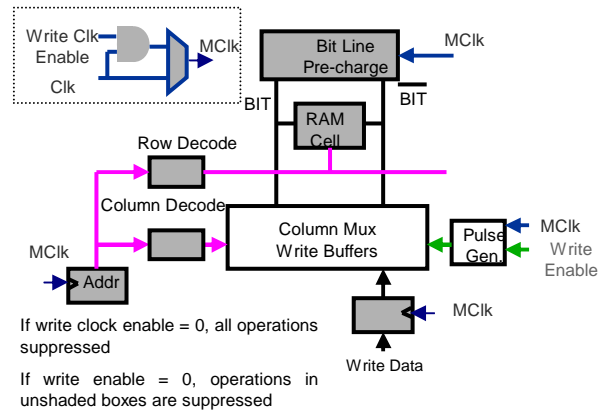 Write Clk
Enable
Clk
MClk
Bit Line
Pre-charge
MClk
BIT
BIT
RAM
Cell
Row Decode
Column Decode
Column Mux
Write Buffers
Pulse
Gen.
MClk
Write
Enable
MClk
Addr
MClk
Write Data
If write clock enable = 0, all operations
suppressed
If write enable = 0, operations in
unshaded boxes are suppressed